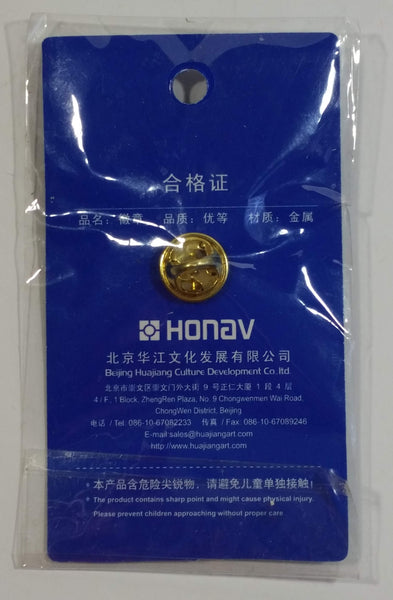 合格证
品名：徽章 品质：优等 材质：金属
HONAV
北京华江文化发展有限公司
Beijing Huajiang Culture Development Co.ltd.
北京市崇文区崇文门外大街 9 号正仁大厦 1 段 4 层
4 / F , 1 Block, ZhengRen Plaza, No. 9 Chongwenmen Wai Road.
ChongWen District, Beijing
电话 / Tel 086-10-67082233 传真 / Fax 086-10-67089246
E-mail:sales@huajiangart.com
http://www.huajiangart.com
* 本产品含危险尖锐物，请避免儿童单独接触！
* The product contains sharp point and might cause physical injury.
Please prevent children approaching without proper care